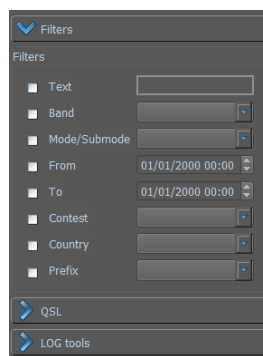 Filters
Filters
Text
Band
Mode/Submode
From 01/01/2000 00:00
To 01/01/2000 00:00
Contest
Country
Prefix
QSL
LOG tools